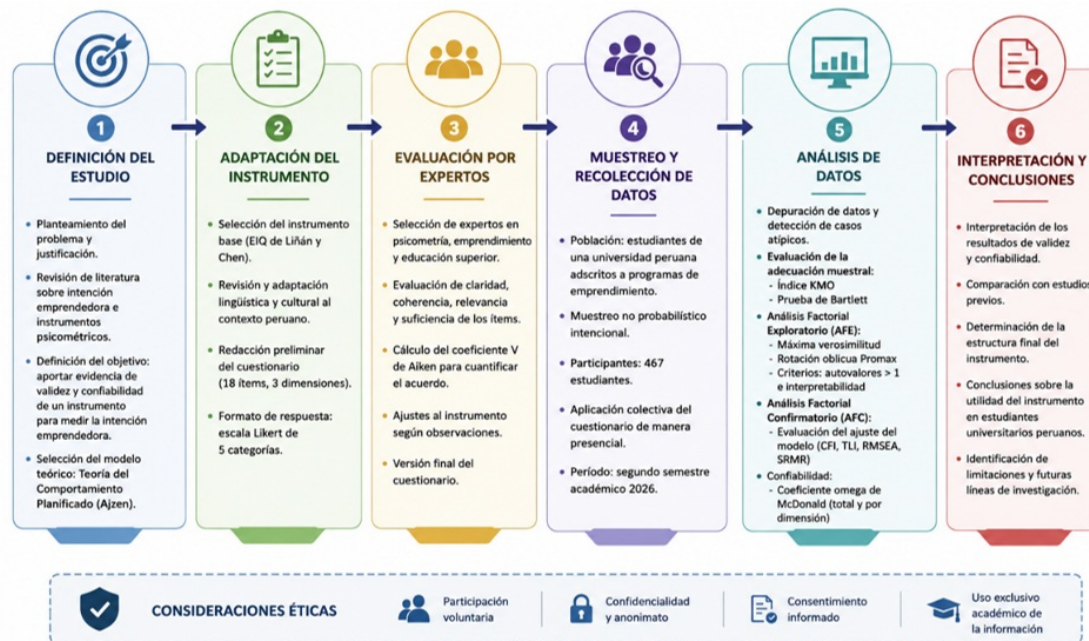 1
DEFINICIÓN DEL
ESTUDIO
• Planteamiento del
problema y
justificación.
• Revisión de literatura
sobre intención
emprendedora e
instrumentos
psicométricos.
• Definición del objetivo:
aportar evidencia de
validez y confiabilidad
de un instrumento
para medir la intención
emprendedora.
• Selección del modelo
teórico: Teoría del
Comportamiento
Planificado (Ajzen).
2
ADAPTACIÓN DEL
INSTRUMENTO
• Selección del instrumento
base (EIQ de Liñán y
Chen).
• Revisión y adaptación
lingüística y cultural al
contexto peruano.
• Redacción preliminar
del cuestionario
(18 ítems, 3 dimensiones).
• Formato de respuesta:
escala Likert de
5 categorías.
3
EVALUACIÓN POR
EXPERTOS
• Selección de expertos en
psicometría, emprendimiento
y educación superior.
• Evaluación de claridad,
coherencia, relevancia
y suficiencia de los ítems.
• Cálculo del coeficiente V
de Aiken para cuantificar
el acuerdo.
• Ajustes al instrumento
según observaciones.
• Versión final del
cuestionario.
4
MUESTREO Y
RECOLECCIÓN DE
DATOS
• Población: estudiantes de
una universidad peruana
adscritos a programas de
emprendimiento.
• Muestreo no probabilístico
intencional.
• Participantes: 467
estudiantes.
• Aplicación colectiva del
cuestionario de manera
presencial.
• Período: segundo semestre
académico 2026.
5
ANÁLISIS DE
DATOS
• Depuración de datos y
detección de casos
atípicos.
• Evaluación de la
adecuación muestral:
- Índice KMO
- Prueba de Bartlett
• Análisis Factorial
Exploratorio (AFE):
- Máxima verosimilitud
- Rotación oblicua Promax
- Criterios: autovalores > 1
e interpretabilidad
• Análisis Factorial
Confirmatorio (AFC):
- Evaluación del ajuste del
modelo (CFI, TLI, RMSEA,
SRMR)
• Confiabilidad:
- Coeficiente omega de
McDonald (total y por
dimensión)
6
INTERPRETACIÓN Y
CONCLUSIONES
• Interpretación de los
resultados de validez
y confiabilidad.
• Comparación con estudios
previos.
• Determinación de la
estructura final del
instrumento.
• Conclusiones sobre la
utilidad del instrumento
en estudiantes
universitarios peruanos.
• Identificación de
limitaciones y futuras
líneas de investigación.
CONSIDERACIONES ÉTICAS
Participación
voluntaria
Confidencialidad
y anonimato
Consentimiento
informado
Uso exclusivo
académico de
la información